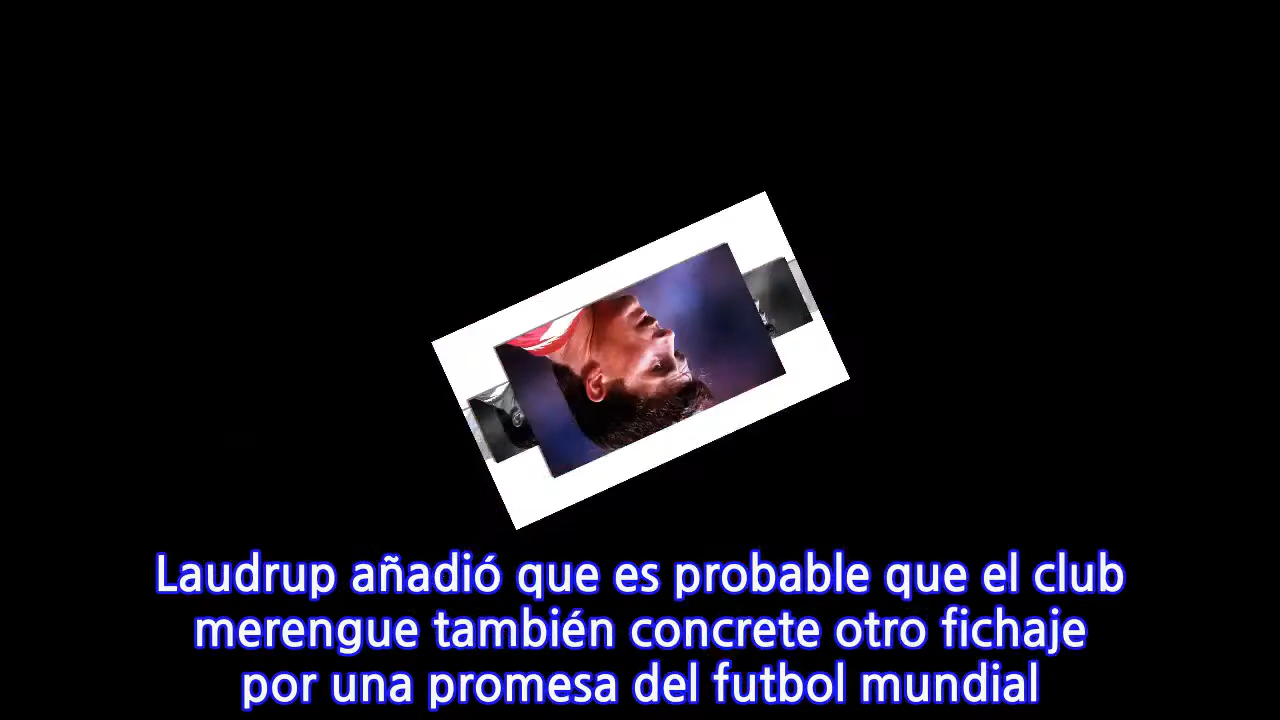 Laudrup añadió que es probable que el club
merengue también concrete otro fichaje
por una promesa del futbol mundial